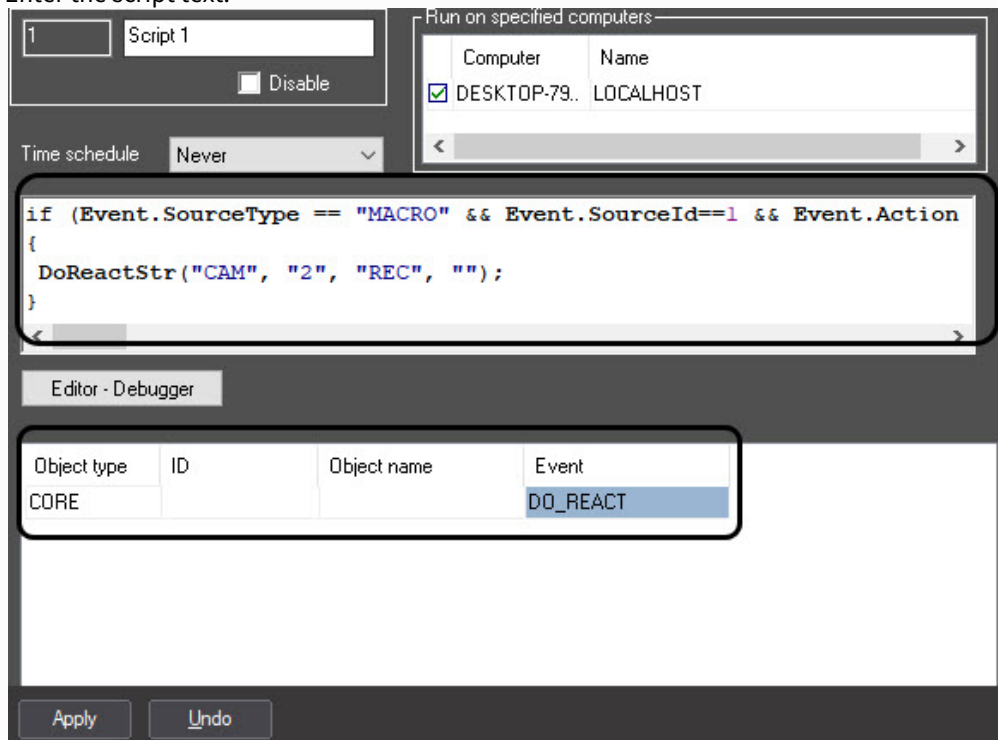 Enter the script text.
1 Script 1
Disable
Run on specified computers
Computer Name
DESKTOP-79.. LOCALHOST
Time schedule Never
if (Event.SourceType == "MACRO" && Event.SourceId==1 && Event.Action
{
DoReactStr("CAM", "2", "REC", "");
}
Editor - Debugger
Object type ID Object name Event
CORE DO_REACT
Apply Undo